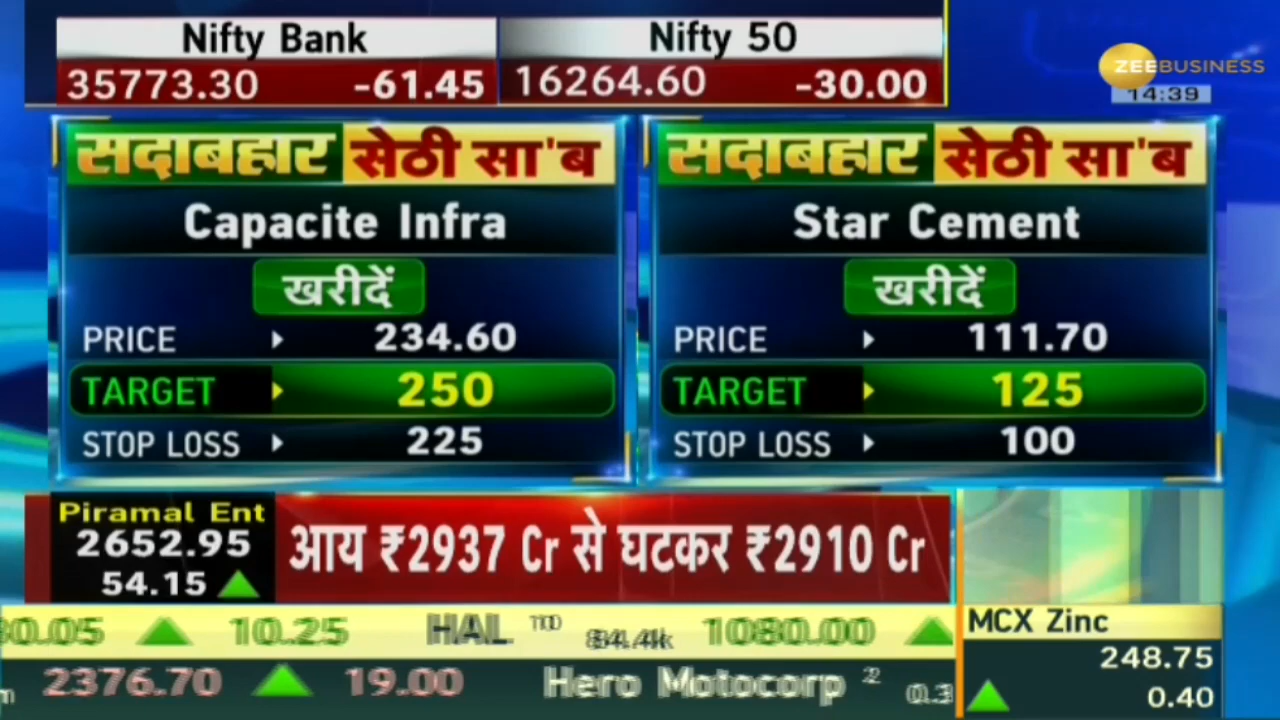 Nifty Bank
35773.30 -61.45
Nifty 50
16264.60 -30.00
ZEEBUSINESS
14:39
सदाबहार सेठी सा'ब
Capacite Infra
खरीदें
PRICE 234.60
TARGET 250
STOP LOSS 225
सदाबहार सेठी सा'ब
Star Cement
खरीदें
PRICE 111.70
TARGET 125
STOP LOSS 100
Piramal Ent
2652.95
54.15
आय ₹2937 Cr से घटकर ₹2910 Cr
10.25 HAL 1080.00
2376.70 19.00 Hero Motocorp
MCX Zinc
248.75
0.40